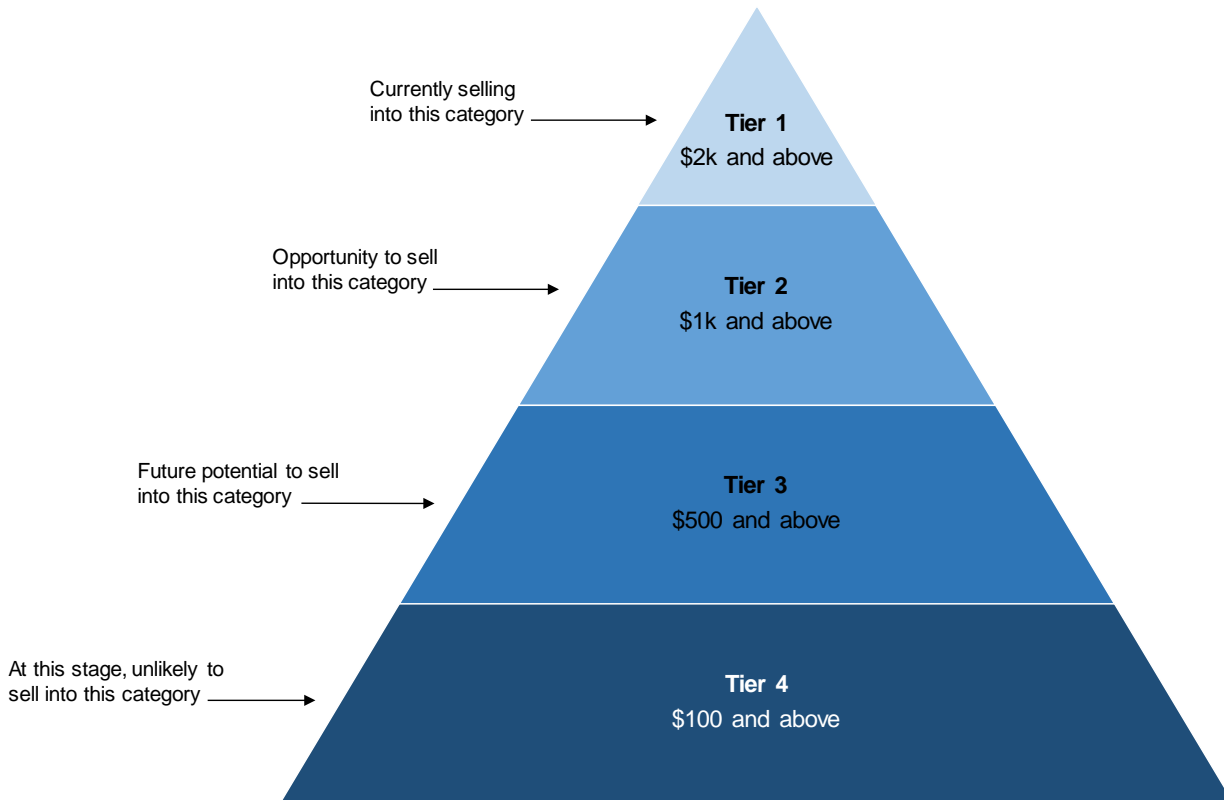 Currently selling
into this category
Tier 1
$2k and above
Opportunity to sell
into this category
Tier 2
$1k and above
Future potential to sell
into this category
Tier 3
$500 and above
At this stage, unlikely to
sell into this category
Tier 4
$100 and above